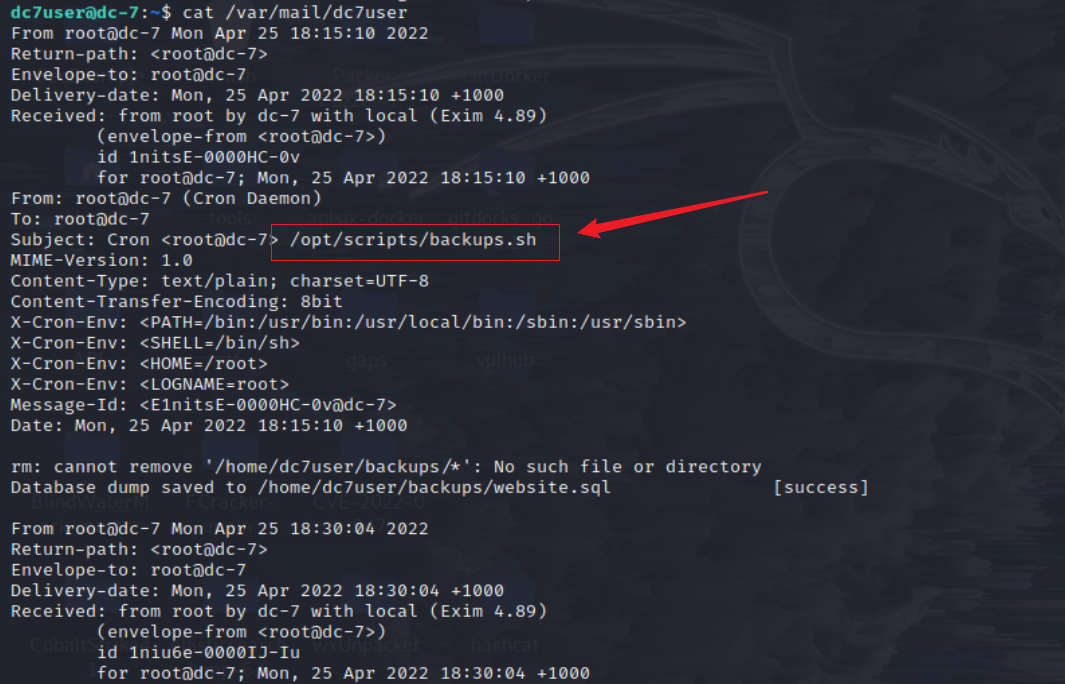 dc7user@dc-7:~$ cat /var/mail/dc7user
From root@dc-7 Mon Apr 25 18:15:10 2022
Return-path: <root@dc-7>
Envelope-to: root@dc-7
Delivery-date: Mon, 25 Apr 2022 18:15:10 +1000
Received: from root by dc-7 with local (Exim 4.89)
        (envelope-from <root@dc-7>)
        id 1nitsE-0000HC-0v
        for root@dc-7; Mon, 25 Apr 2022 18:15:10 +1000
From: root@dc-7 (Cron Daemon)
To: root@dc-7
Subject: Cron <root@dc-7> /opt/scripts/backups.sh
MIME-Version: 1.0
Content-Type: text/plain; charset=UTF-8
Content-Transfer-Encoding: 8bit
X-Cron-Env: <PATH=/bin:/usr/bin:/usr/local/bin:/sbin:/usr/sbin>
X-Cron-Env: <SHELL=/bin/sh>
X-Cron-Env: <HOME=/root>
X-Cron-Env: <LOGNAME=root>
Message-Id: <E1nitsE-0000HC-0v@dc-7>
Date: Mon, 25 Apr 2022 18:15:10 +1000

rm: cannot remove '/home/dc7user/backups/*': No such file or directory
Database dump saved to /home/dc7user/backups/website.sql                [success]

From root@dc-7 Mon Apr 25 18:30:04 2022
Return-path: <root@dc-7>
Envelope-to: root@dc-7
Delivery-date: Mon, 25 Apr 2022 18:30:04 +1000
Received: from root by dc-7 with local (Exim 4.89)
        (envelope-from <root@dc-7>)
        id 1niu6e-0000IJ-Iu
        for root@dc-7; Mon, 25 Apr 2022 18:30:04 +1000
gaps
vulhub
hashcat